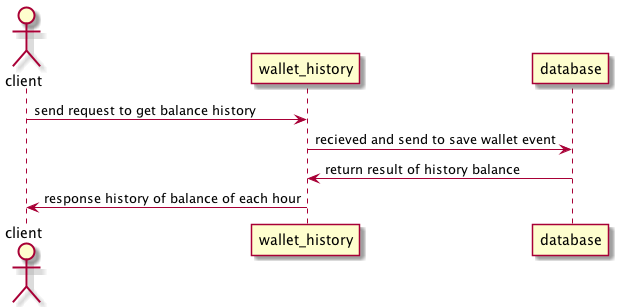 client
wallet_history
database
send request to get balance history
recieved and send to save wallet event
return result of history balance
response history of balance of each hour
client
wallet_history
database